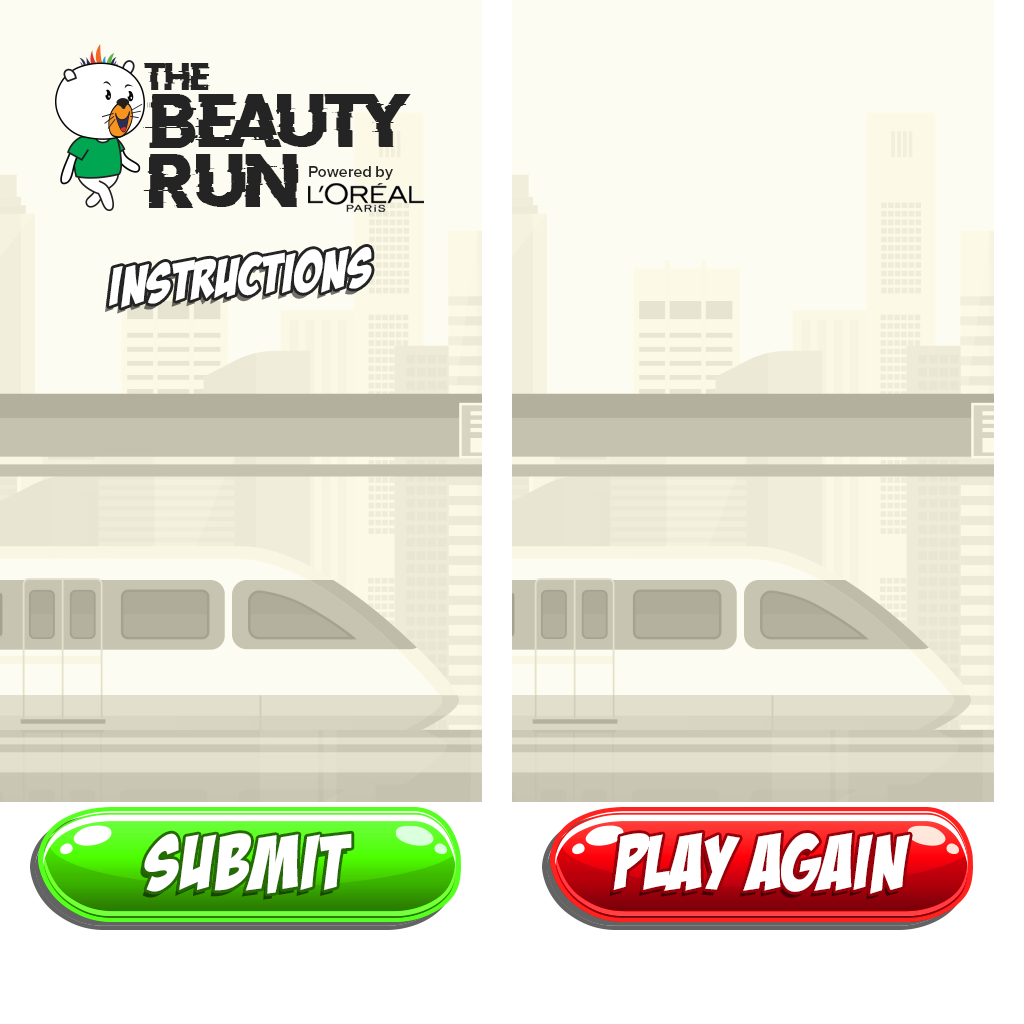 THE
BEAUTY
RUN
Powered by
L'ORÉAL
PARIS
INSTRUCTIONS
SUBMIT
PLAY AGAIN